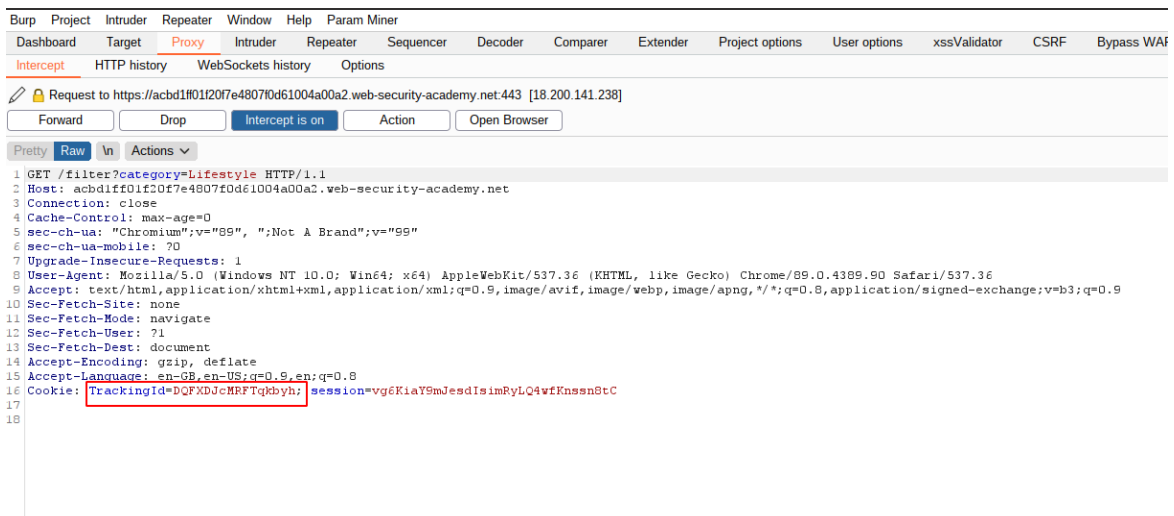 Burp Project Intruder Repeater Window Help Param Miner
Dashboard Target Proxy Intruder Repeater Sequencer Decoder Comparer Extender Project options User options xssValidator CSRF Bypass WAF
Intercept HTTP history WebSockets history Options
Request to https://acbd1ff01f20f7e4807f0d61004a00a2.web-security-academy.net:443 [18.200.141.238]
Forward Drop Intercept is on Action Open Browser
Pretty Raw \n Actions
1 GET /filter?category=Lifestyle HTTP/1.1
2 Host: acbd1ff01f20f7e4807f0d61004a00a2.web-security-academy.net
3 Connection: close
4 Cache-Control: max-age=0
5 sec-ch-ua: "Chromium";v="89", ";Not A Brand";v="99"
6 sec-ch-ua-mobile: ?0
7 Upgrade-Insecure-Requests: 1
8 User-Agent: Mozilla/5.0 (Windows NT 10.0; Win64; x64) AppleWebKit/537.36 (KHTML, like Gecko) Chrome/89.0.4389.90 Safari/537.36
9 Accept: text/html,application/xhtml+xml,application/xml;q=0.9,image/avif,image/webp,image/apng,*/*;q=0.8,application/signed-exchange;v=b3;q=0.9
10 Sec-Fetch-Site: none
11 Sec-Fetch-Mode: navigate
12 Sec-Fetch-User: ?1
13 Sec-Fetch-Dest: document
14 Accept-Encoding: gzip, deflate
15 Accept-Language: en-GB,en-US;q=0.9,en;q=0.8
16 Cookie: TrackingId=DQFXDJcMRFTqkbyh; session=vg6KiaY9mJesdIsimRyLQ4wfKnssn8tC
17
18